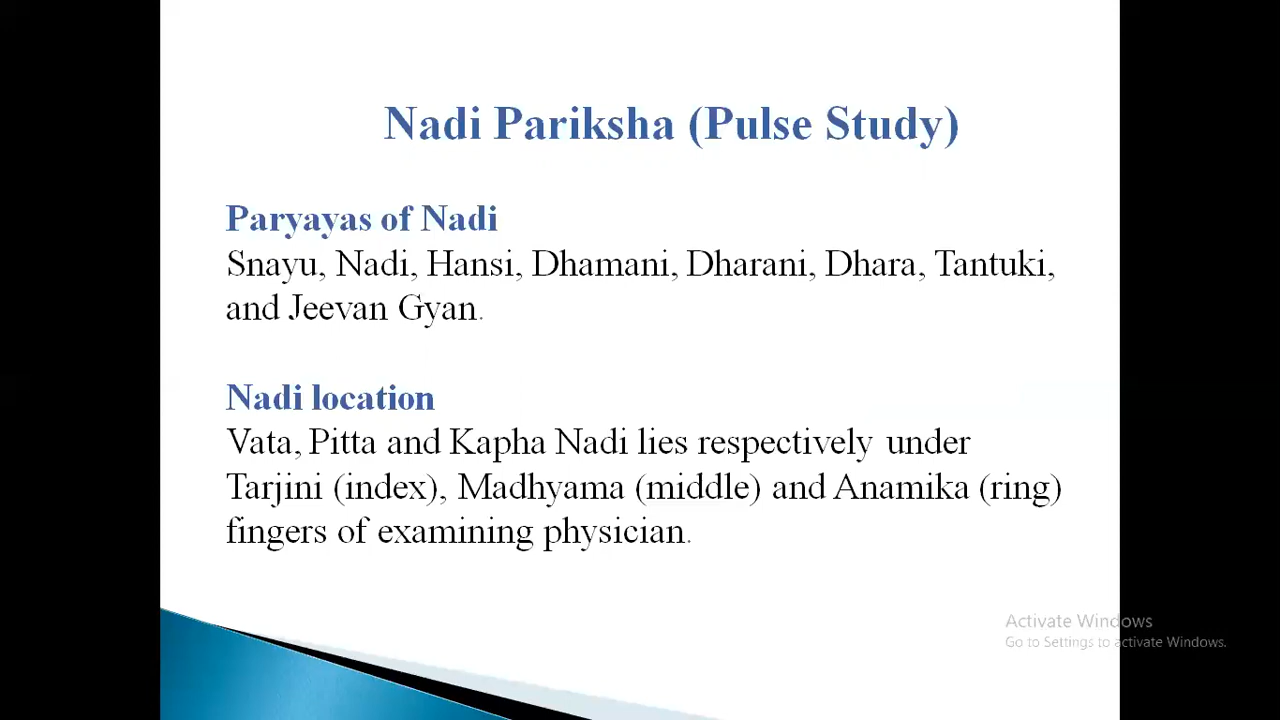 Nadi Pariksha (Pulse Study)
Paryayas of Nadi
Snayu, Nadi, Hansi, Dhamani, Dharani, Dhara, Tantuki,
and Jeevan Gyan.
Nadi location
Vata, Pitta and Kapha Nadi lies respectively under
Tarjini (index), Madhyama (middle) and Anamika (ring)
fingers of examining physician.
Activate Windows
Go to Settings to activate Windows.